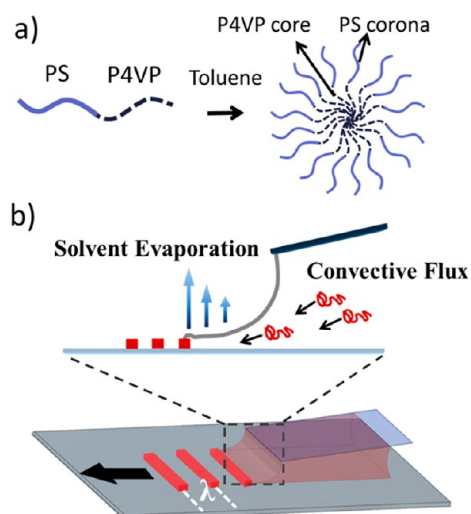 a)
P4VP core PS corona
PS P4VP
Toluene
b)
Solvent Evaporation
Convective Flux
λ